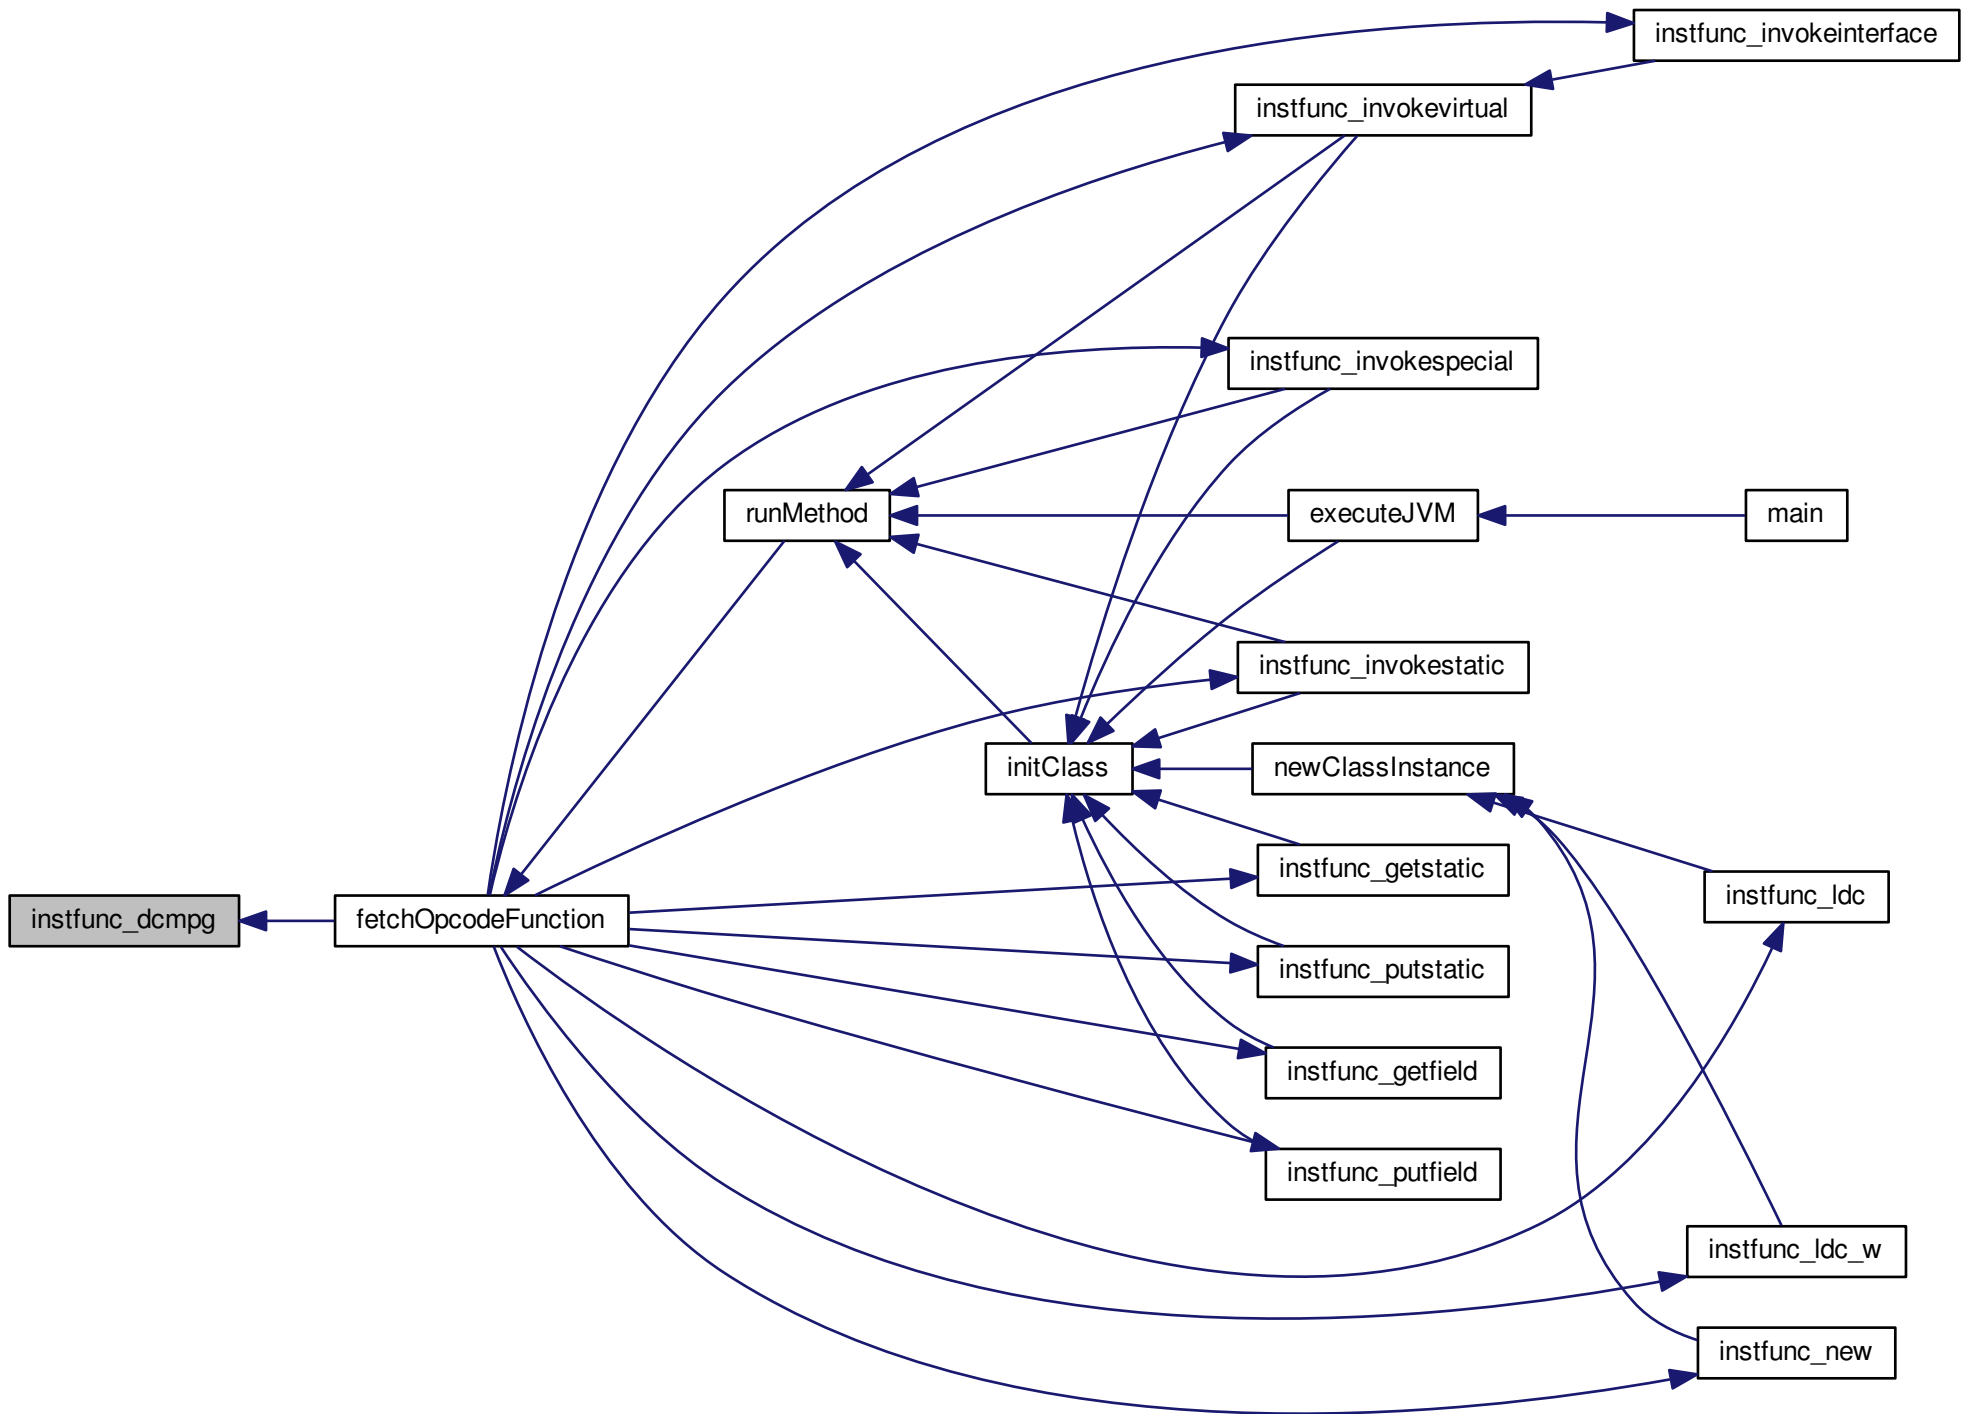 instfunc_invokeinterface
instfunc_invokevirtual
instfunc_invokespecial
runMethod
executeJVM
main
instfunc_invokestatic
initClass
newClassInstance
instfunc_getstatic
instfunc_ldc
instfunc_dcmpg
fetchOpcodeFunction
instfunc_putstatic
instfunc_getfield
instfunc_putfield
instfunc_ldc_w
instfunc_new